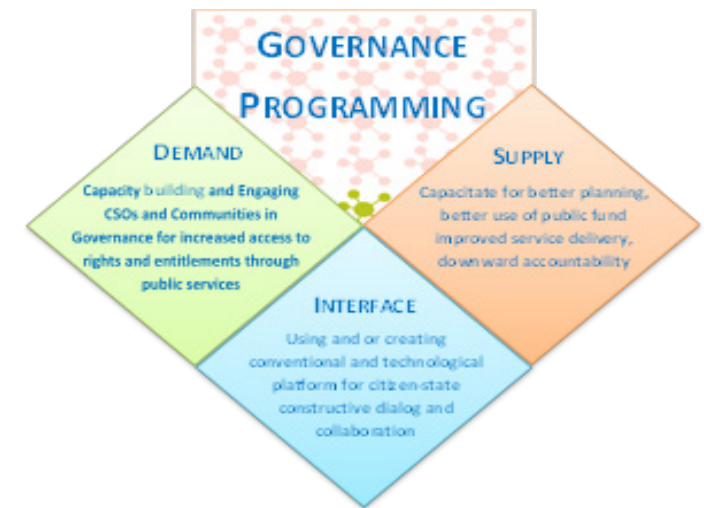 GOVERNANCE
PROGRAMMING
DEMAND
Capacity building and Engaging
CSOs and Communities in
Governance for increased access to
rights and entitlements through
public services
SUPPLY
Capacitate for better planning,
better use of public fund
improved service delivery,
downward accountability
INTERFACE
Using and or creating
conventional and technological
platform for citizen-state
constructive dialog and
collaboration